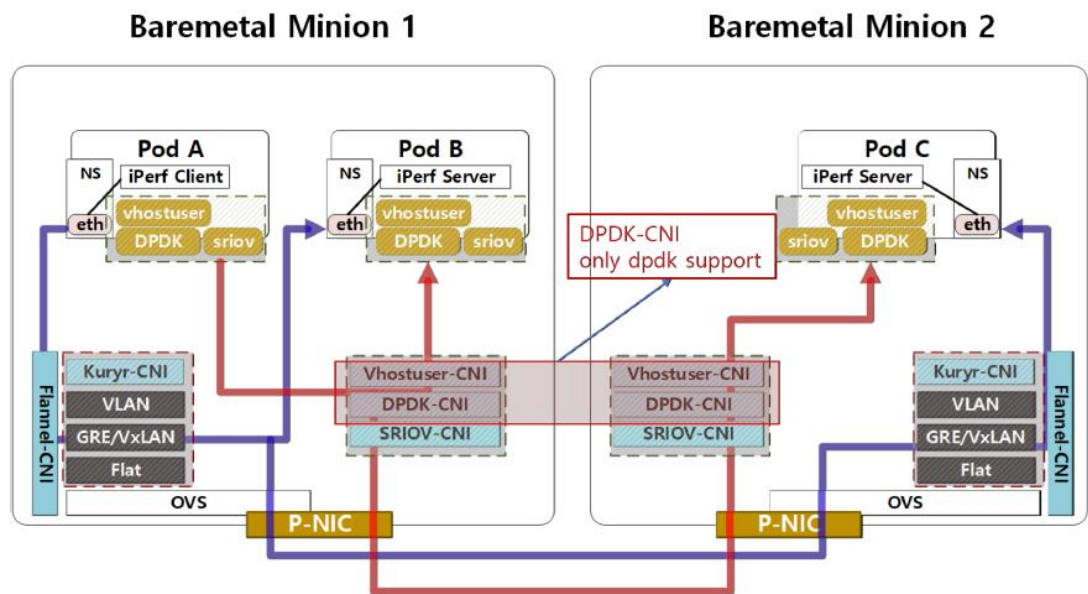 Baremetal Minion 1
Baremetal Minion 2
Pod A
NS
iPerf Client
vhostuser
eth
DPDK
sriov
Pod B
NS
iPerf Server
vhostuser
eth
DPDK
sriov
DPDK-CNI
only dpdk support
Pod C
iPerf Server
NS
vhostuser
eth
sriov
DPDK
Flannel-CNI
Kuryr-CNI
VLAN
GRE/VxLAN
Flat
OVS
P-NIC
Vhostuser-CNI
DPDK-CNI
SRIOV-CNI
Vhostuser-CNI
DPDK-CNI
SRIOV-CNI
Kuryr-CNI
VLAN
GRE/VxLAN
Flat
Flannel-CNI
OVS
P-NIC